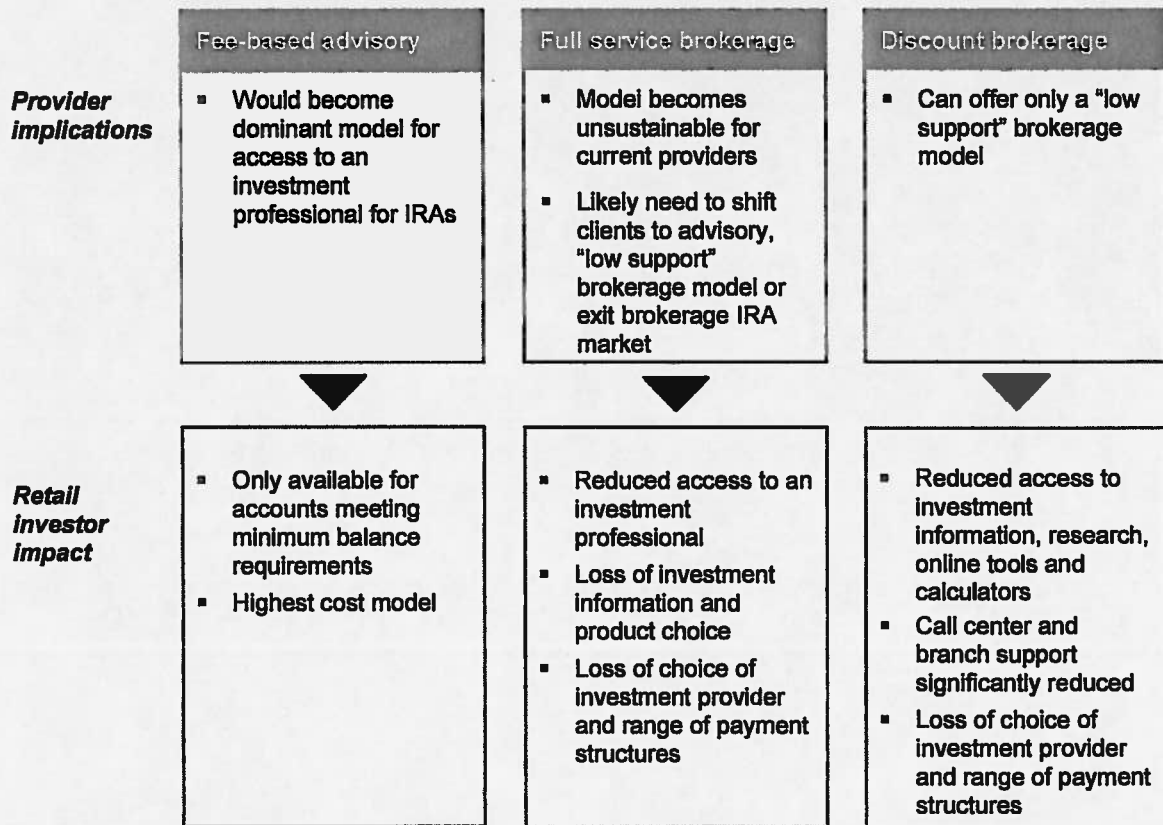 Fee-based advisory
Full service brokerage
Discount brokerage
Provider
implications
▪ Would become
dominant model for
access to an
investment
professional for IRAs
▪ Model becomes
unsustainable for
current providers
▪ Likely need to shift
clients to advisory,
"low support"
brokerage model or
exit brokerage IRA
market
▪ Can offer only a "low
support" brokerage
model
Retail
investor
impact
▪ Only available for
accounts meeting
minimum balance
requirements
▪ Highest cost model
▪ Reduced access to an
investment
professional
▪ Loss of investment
information and
product choice
▪ Loss of choice of
investment provider
and range of payment
structures
▪ Reduced access to
investment
information, research,
online tools and
calculators
▪ Call center and
branch support
significantly reduced
▪ Loss of choice of
investment provider
and range of payment
structures